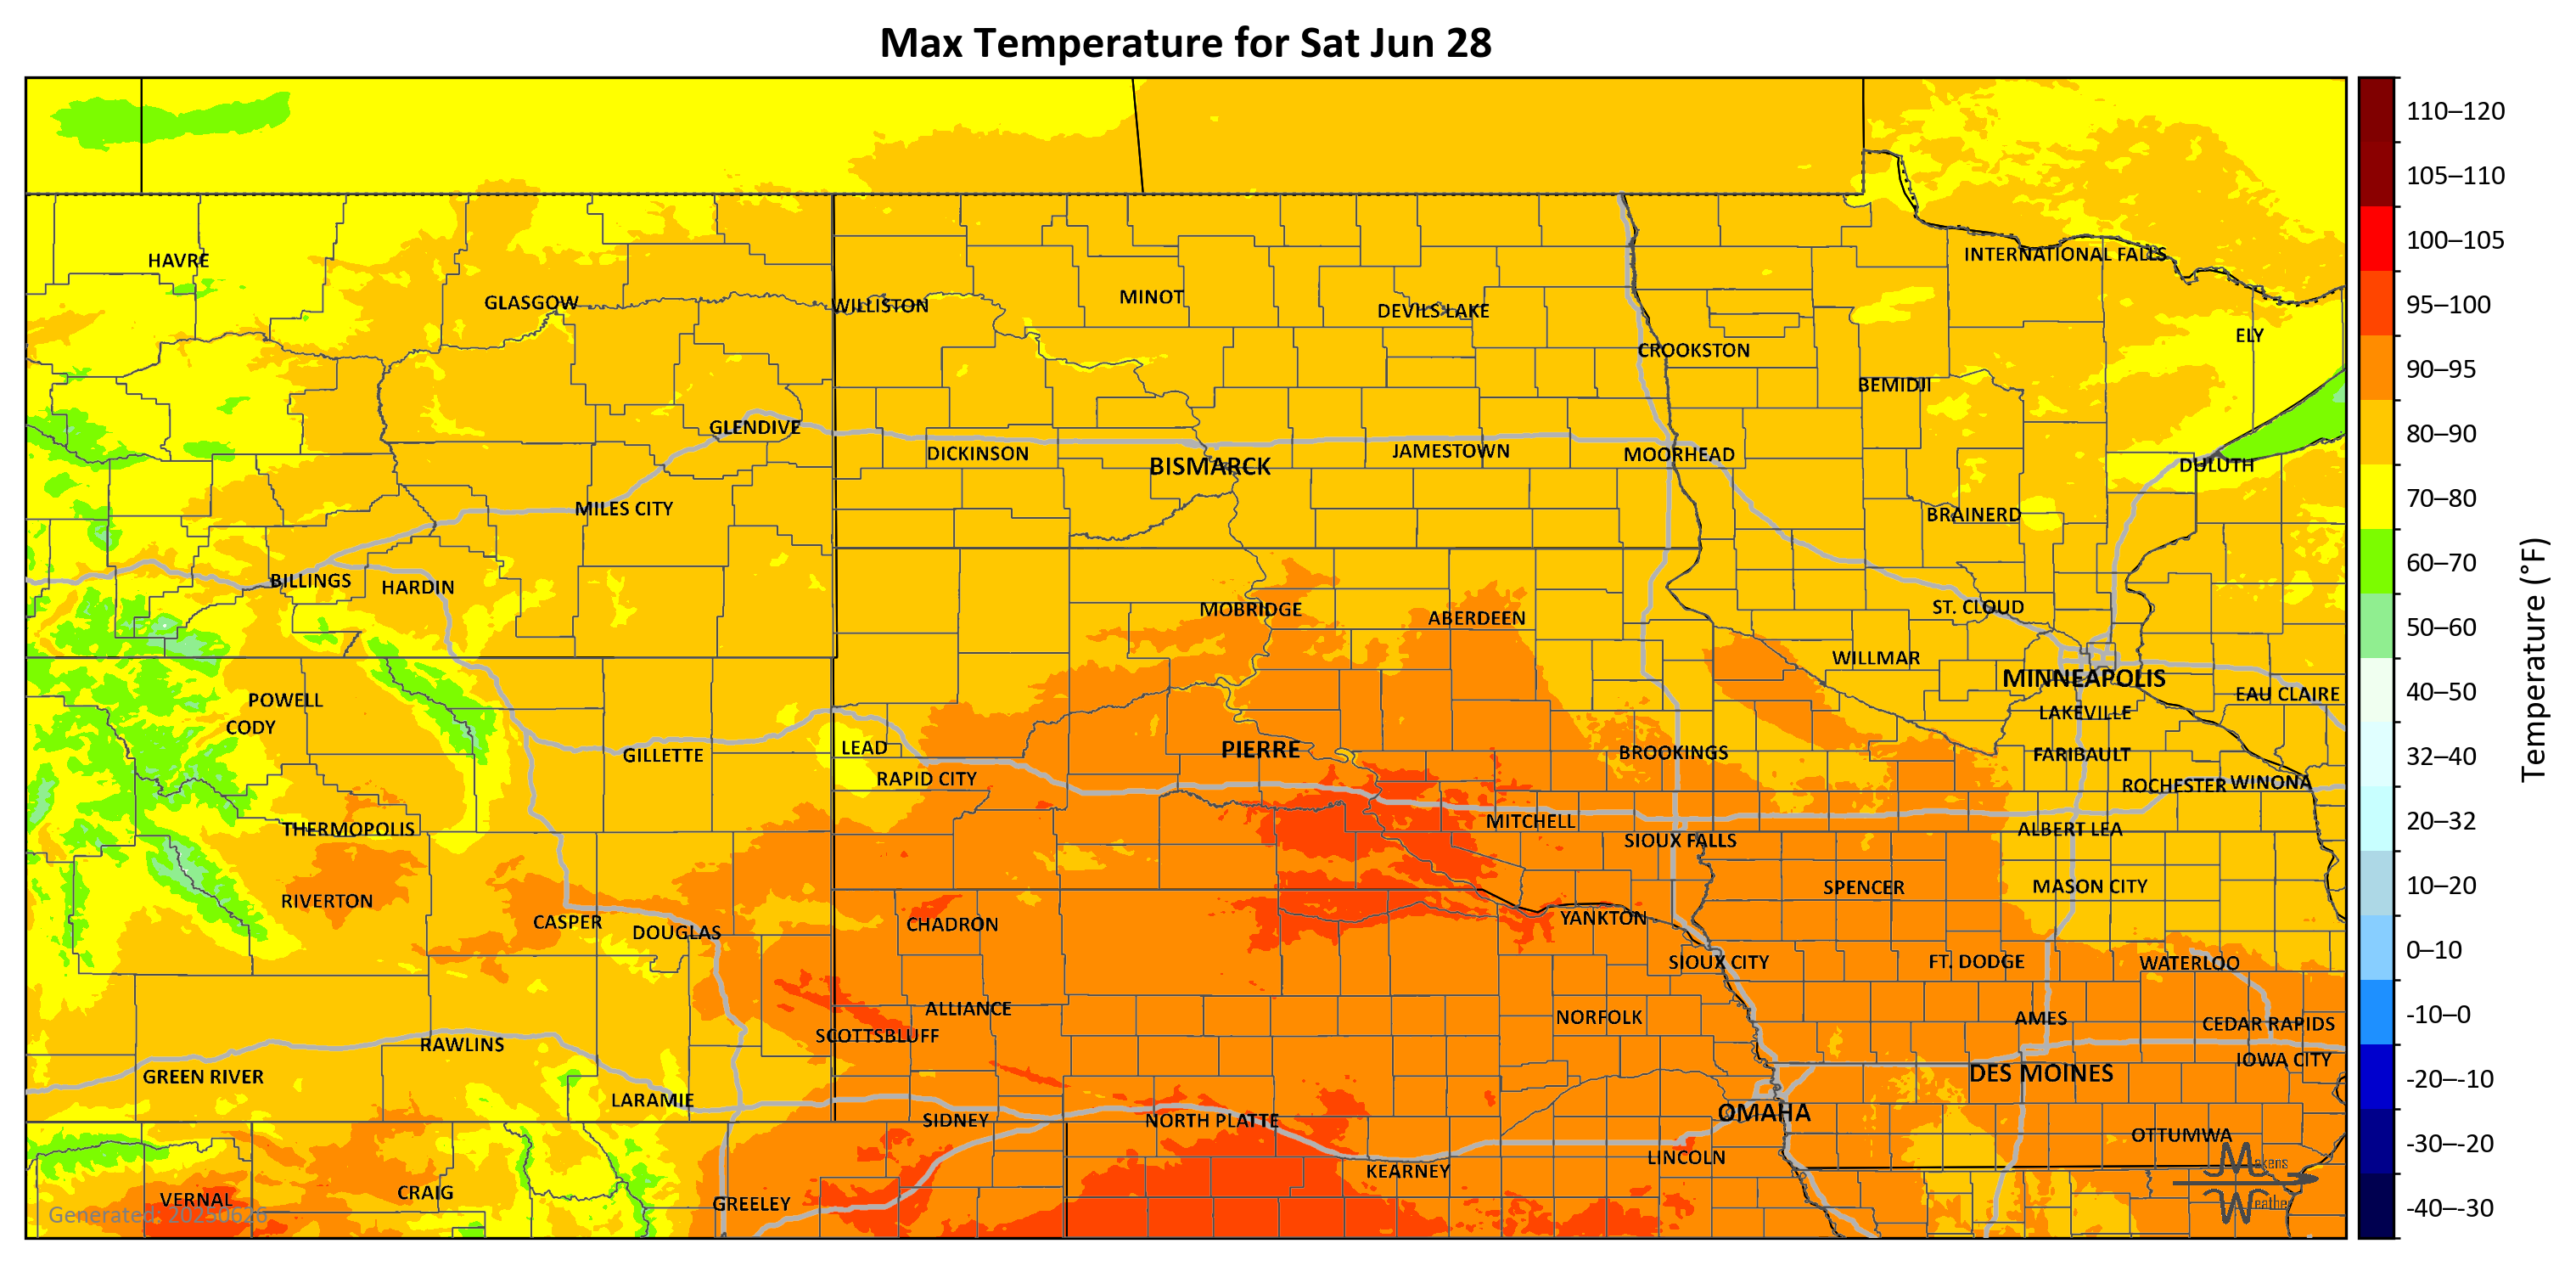 Max Temperature for Sat Jun 28
110–120
105–110
100–105
95–100
90–95
80–90
70–80
60–70
50–60
40–50
32–40
20–32
10–20
0–10
-10–0
-20–-10
-30–-20
-40–-30
Temperature (°F)
HAVRE
INTERNATIONAL FALLS
GLASGOW
WILLISTON
MINOT
DEVILS LAKE
ELY
CROOKSTON
BEMIDJI
GLENDIVE
DICKINSON
BISMARCK
JAMESTOWN
MOORHEAD
DULUTH
MILES CITY
BRAINERD
BILLINGS
HARDIN
MOBRIDGE
ABERDEEN
ST. CLOUD
WILLMAR
MINNEAPOLIS
EAU CLAIRE
POWELL
CODY
LAKEVILLE
GILLETTE
LEAD
PIERRE
BROOKINGS
FARIBAULT
RAPID CITY
ROCHESTER
WINONA
THERMOPOLIS
MITCHELL
SIOUX FALLS
ALBERT LEA
RIVERTON
SPENCER
MASON CITY
CASPER
DOUGLAS
CHADRON
YANKTON
SIOUX CITY
FT. DODGE
WATERLOO
ALLIANCE
NORFOLK
AMES
CEDAR RAPIDS
SCOTTSBLUFF
RAWLINS
IOWA CITY
GREEN RIVER
DES MOINES
LARAMIE
SIDNEY
NORTH PLATTE
OMAHA
OTTUMWA
LINCOLN
KEARNEY
VERNAL
CRAIG
GREELEY
Generated: 20250626
Makens
Weather